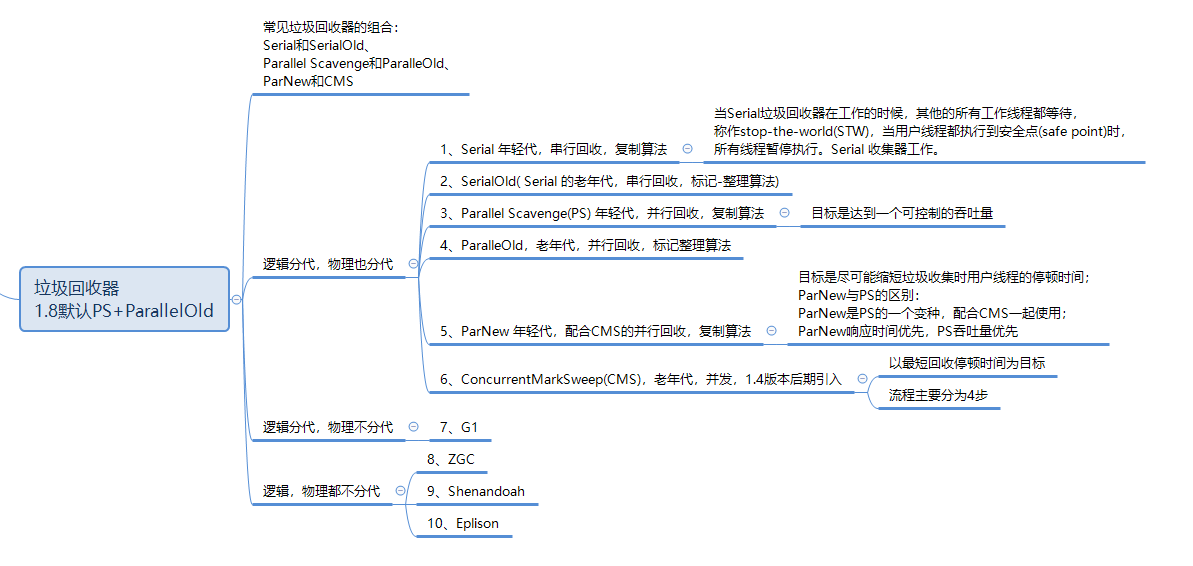 垃圾回收器
1.8默认PS+ParallelOld
常见垃圾回收器的组合：
Serial和SerialOld、
Parallel Scavenge和ParalleOld、
ParNew和CMS
逻辑分代，物理也分代
1、Serial 年轻代，串行回收，复制算法
当Serial垃圾回收器在工作的时候，其他的所有工作线程都等待，
称作stop-the-world(STW)，当用户线程都执行到安全点(safe point)时，
所有线程暂停执行。Serial 收集器工作。
2、SerialOld( Serial 的老年代，串行回收，标记-整理算法)
3、Parallel Scavenge(PS) 年轻代，并行回收，复制算法
目标是达到一个可控制的吞吐量
4、ParalleOld，老年代，并行回收，标记整理算法
5、ParNew 年轻代，配合CMS的并行回收，复制算法
目标是尽可能缩短垃圾收集时用户线程的停顿时间；
ParNew与PS的区别：
ParNew是PS的一个变种，配合CMS一起使用；
ParNew响应时间优先，PS吞吐量优先
6、ConcurrentMarkSweep(CMS)，老年代，并发，1.4版本后期引入
以最短回收停顿时间为目标
流程主要分为4步
逻辑分代，物理不分代
7、G1
逻辑，物理都不分代
8、ZGC
9、Shenandoah
10、Eplison